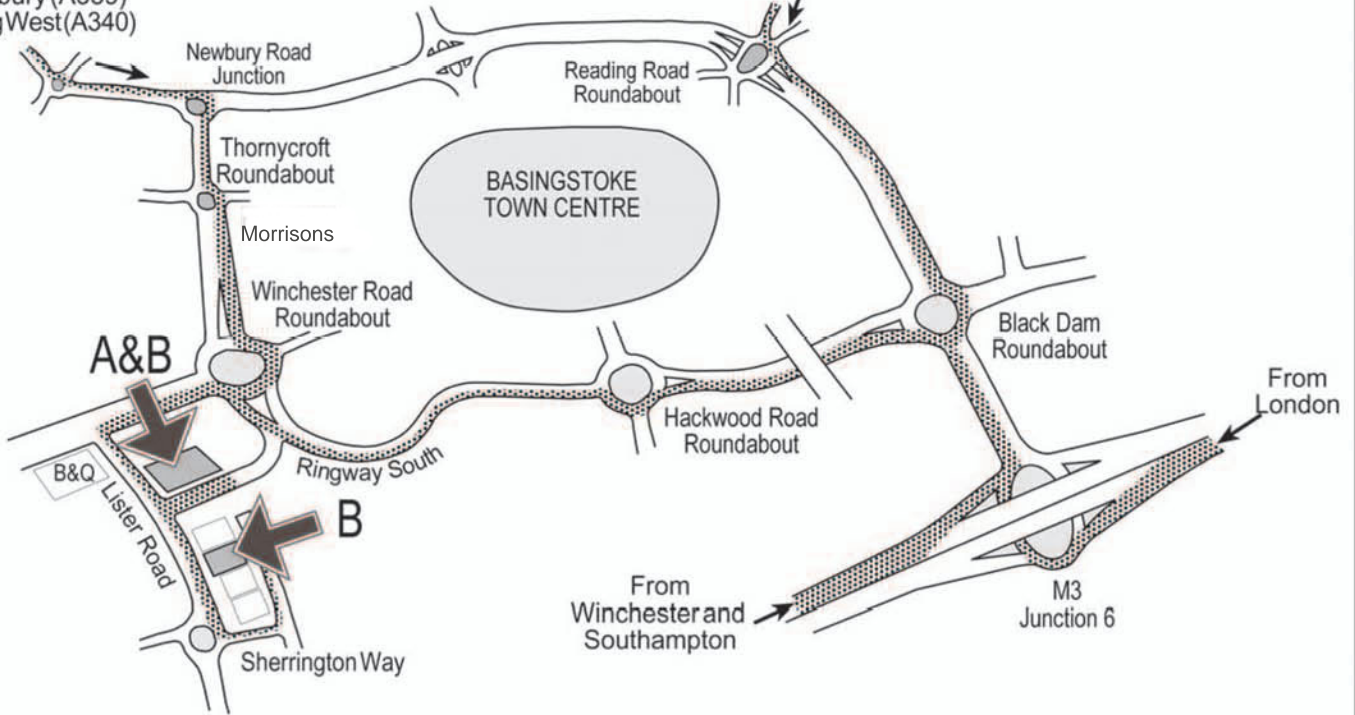 West (A340)
Newbury Road
Junction
Reading Road
Roundabout
Thornycroft
Roundabout
BASINGSTOKE
TOWN CENTRE
Morrisons
Winchester Road
Roundabout
Black Dam
Roundabout
A&B
From
London
Hackwood Road
Roundabout
Ringway South
B&Q
Lister Road
B
From
Winchester and
Southampton
M3
Junction 6
Sherrington Way